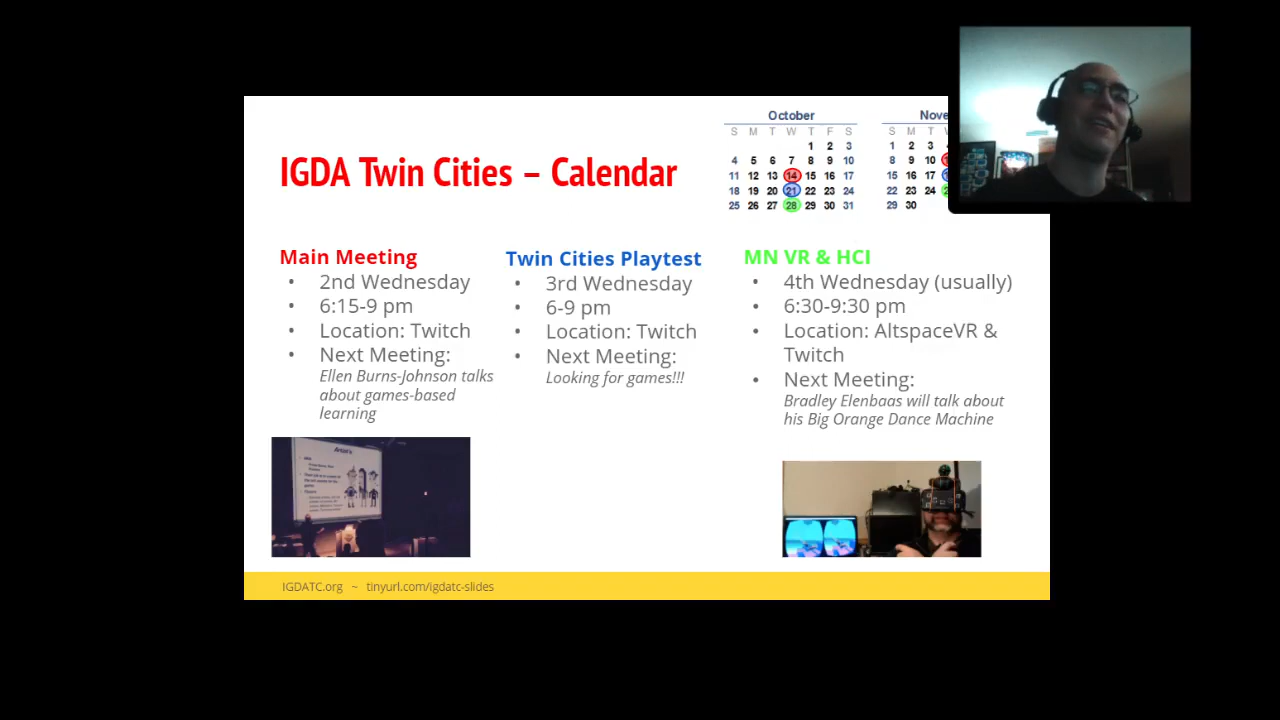 October
S M T W T F S
1 2 3
4 5 6 7 8 9 10
11 12 13 14 15 16 17
18 19 20 21 22 23 24
25 26 27 28 29 30 31
Nove
S M T
1 2 3
8 9 10
15 16 17
22 23 24
29 30
IGDA Twin Cities – Calendar
Main Meeting
• 2nd Wednesday
• 6:15-9 pm
• Location: Twitch
• Next Meeting:
Ellen Burns-Johnson talks
about games-based
learning
Twin Cities Playtest
• 3rd Wednesday
• 6-9 pm
• Location: Twitch
• Next Meeting:
Looking for games!!!
MN VR & HCI
• 4th Wednesday (usually)
• 6:30-9:30 pm
• Location: AltspaceVR &
Twitch
• Next Meeting:
Bradley Elenbaas will talk about
his Big Orange Dance Machine
IGDATC.org ~ tinyurl.com/igdatc-slides